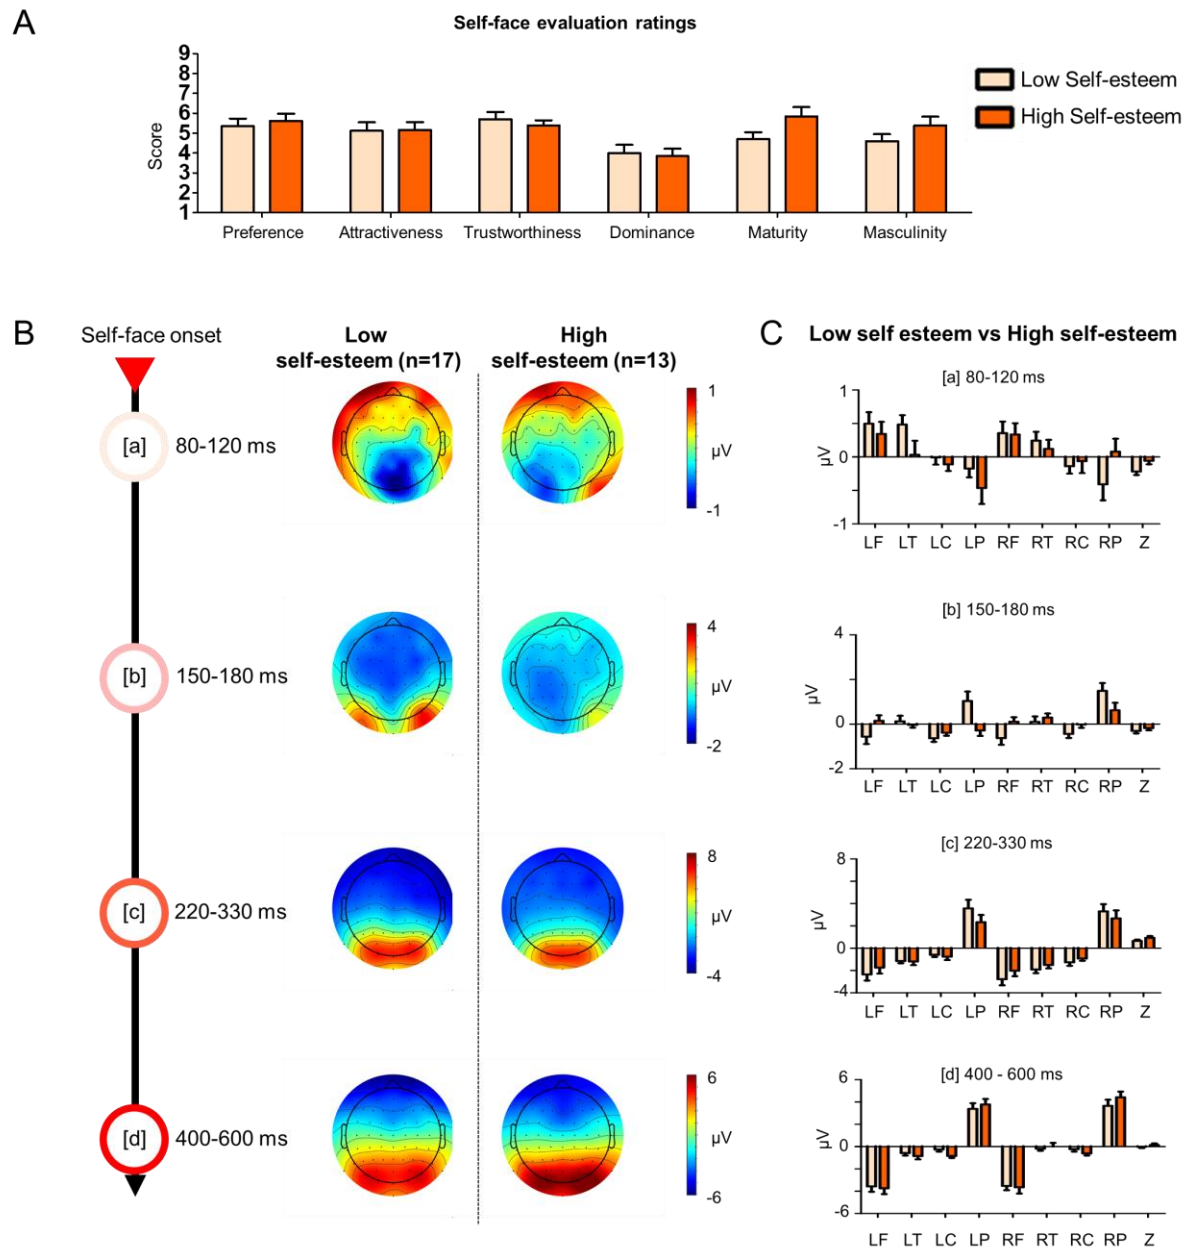 A
Self-face evaluation ratings
9
8
7
6
5
4
3
2
1
Score
Preference Attractiveness Trustworthiness Dominance Maturity Masculinity
Low Self-esteem
High Self-esteem
B
Self-face onset
Low
self-esteem (n=17)
High
self-esteem (n=13)
[a] 80-120 ms
1
µV
-1
[b] 150-180 ms
4
µV
-2
[c] 220-330 ms
8
µV
-4
[d] 400-600 ms
6
µV
-6
C
Low self esteem vs High self-esteem
[a] 80-120 ms
1
0
-1
µV
LF LT LC LP RF RT RC RP Z
[b] 150-180 ms
4
0
-2
µV
LF LT LC LP RF RT RC RP Z
[c] 220-330 ms
8
0
-4
µV
LF LT LC LP RF RT RC RP Z
[d] 400 - 600 ms
6
0
-6
µV
LF LT LC LP RF RT RC RP Z